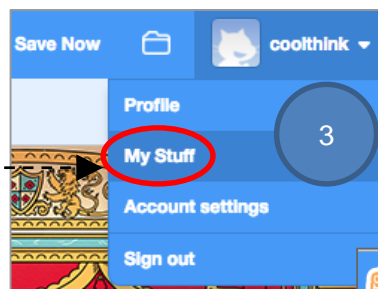 Save Now coolthink
Profile
3
My Stuff
Account settings
Sign out